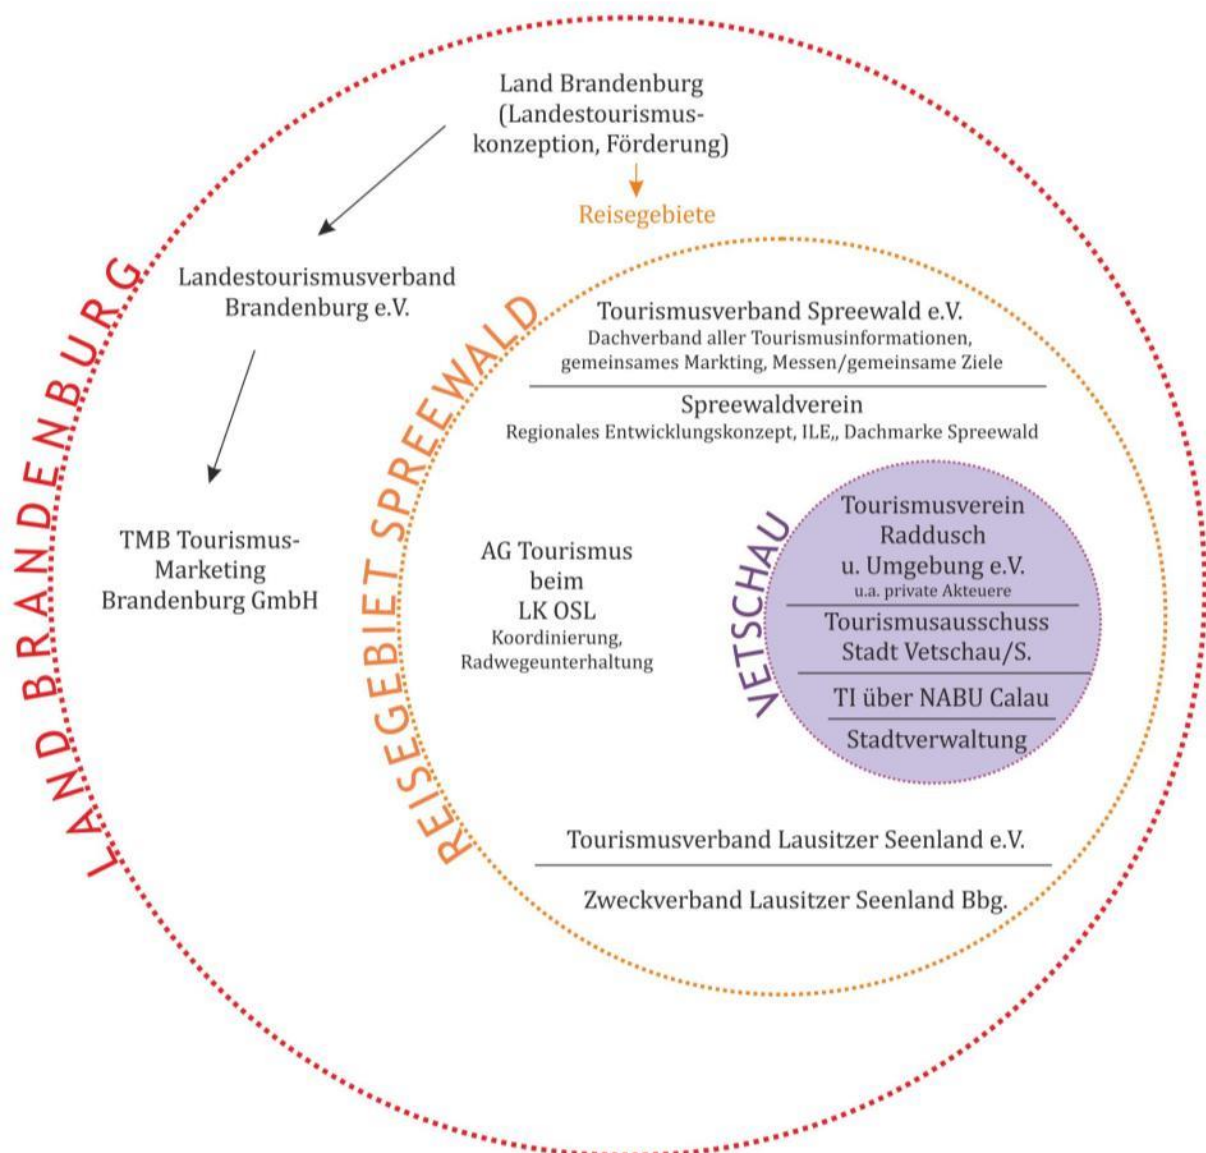 Land Brandenburg
(Landestourismus-
konzeption, Förderung)
Reisegebiete
Landestourismusverband
Brandenburg e.V.
TMB Tourismus-
Marketing
Brandenburg GmbH
LAND BRANDENBURG
REISEGEBIET SPREEWALD
Tourismusverband Spreewald e.V.
Dachverband aller Tourismusinformationen,
gemeinsames Markting, Messen/gemeinsame Ziele
Spreewaldverein
Regionales Entwicklungskonzept, ILE,, Dachmarke Spreewald
AG Tourismus
beim
LK OSL
Koordinierung,
Radwegeunterhaltung
VETSCHAU
Tourismusverein
Raddusch
u. Umgebung e.V.
u.a. private Akteuere
Tourismusausschuss
Stadt Vetschau/S.
TI über NABU Calau
Stadtverwaltung
Tourismusverband Lausitzer Seenland e.V.
Zweckverband Lausitzer Seenland Bbg.